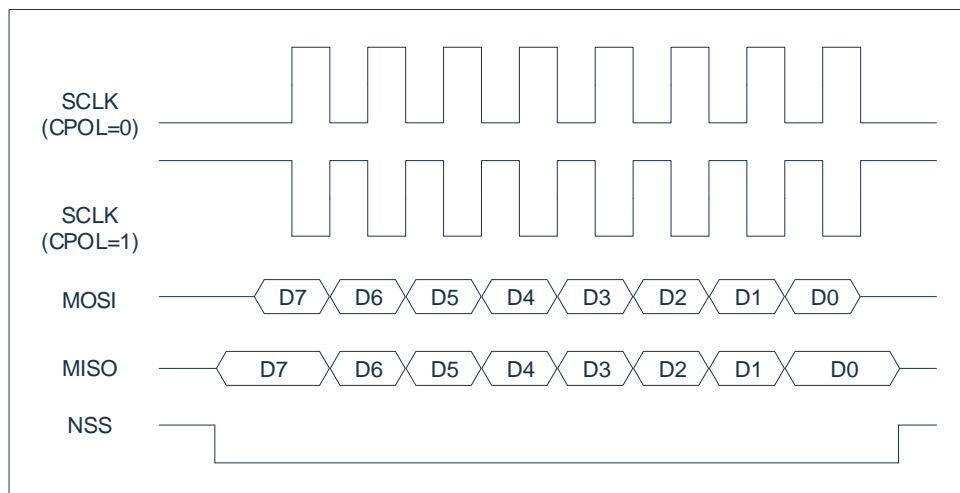 SCLK
(CPOL=0)
SCLK
(CPOL=1)
MOSI
D7 D6 D5 D4 D3 D2 D1 D0
MISO
D7 D6 D5 D4 D3 D2 D1 D0
NSS